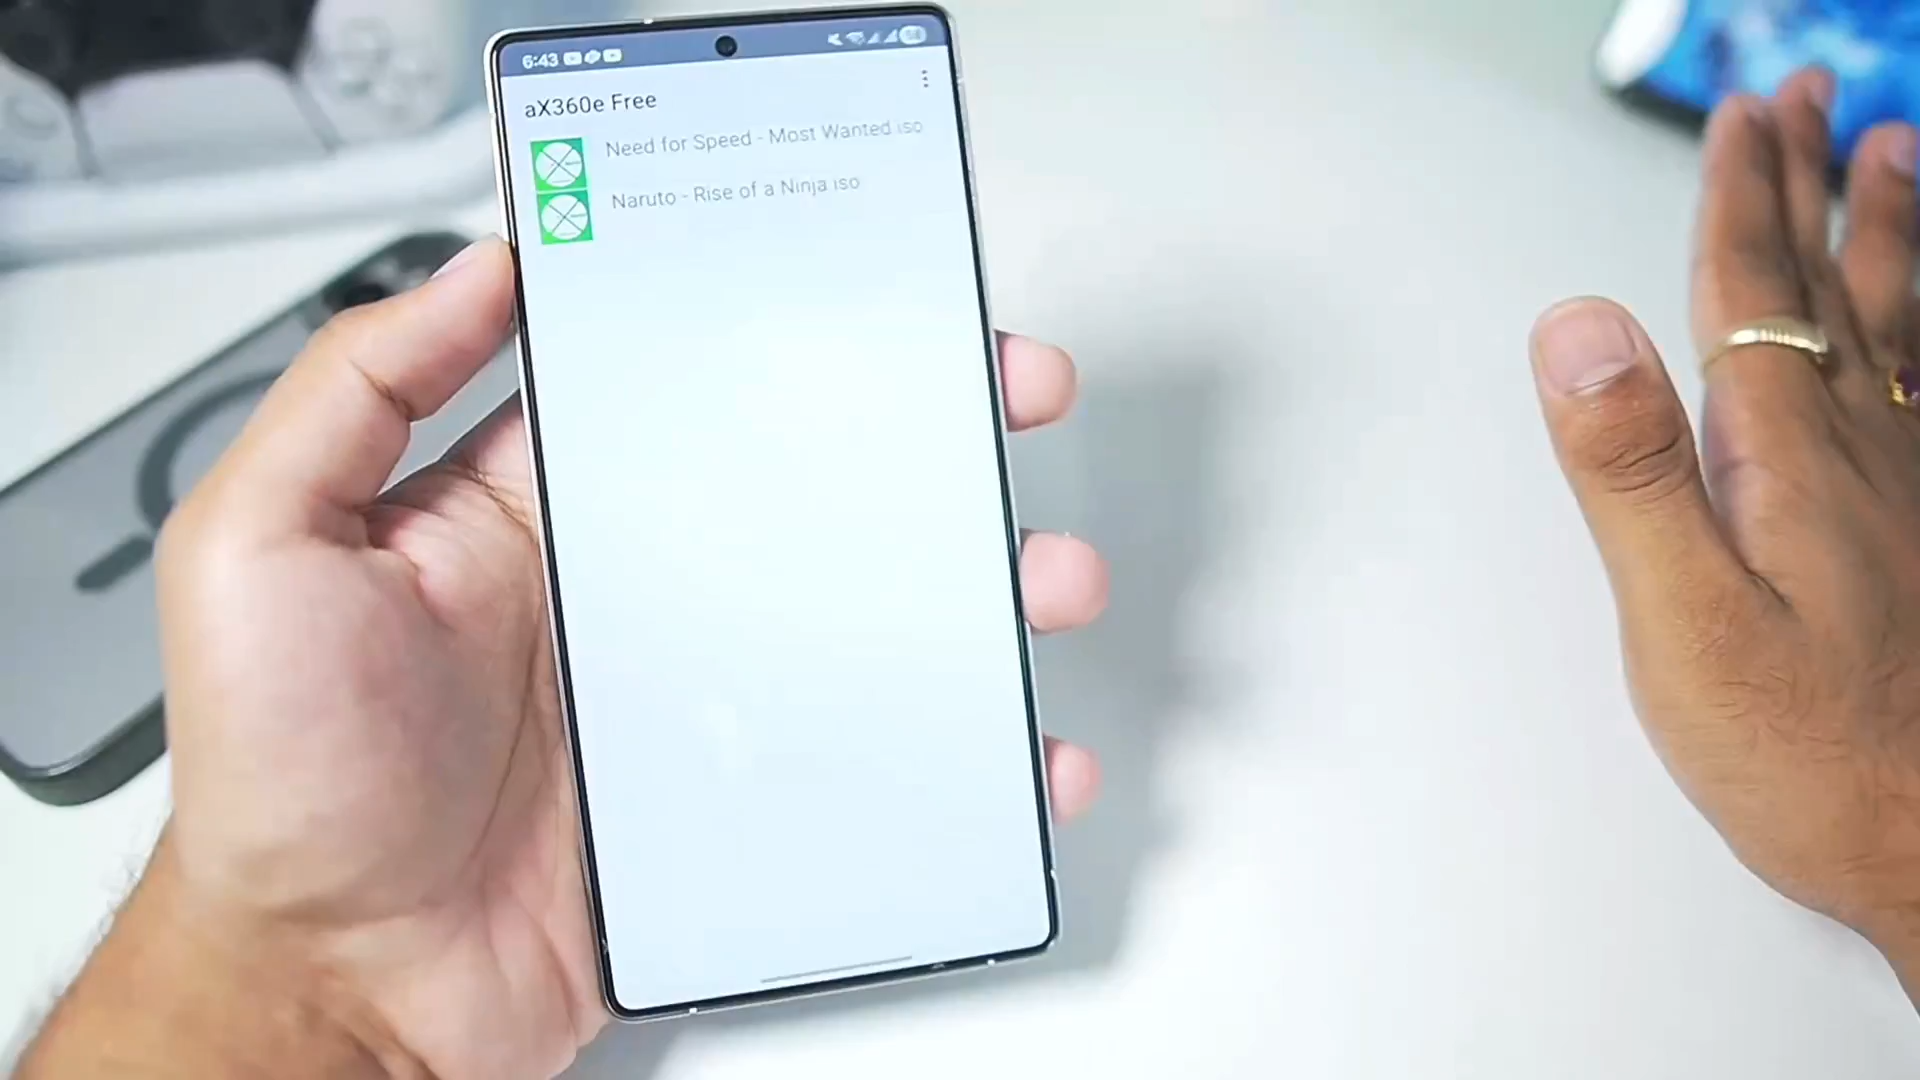 6:43
aX360e Free
Need for Speed - Most Wanted iso
Naruto - Rise of a Ninja iso